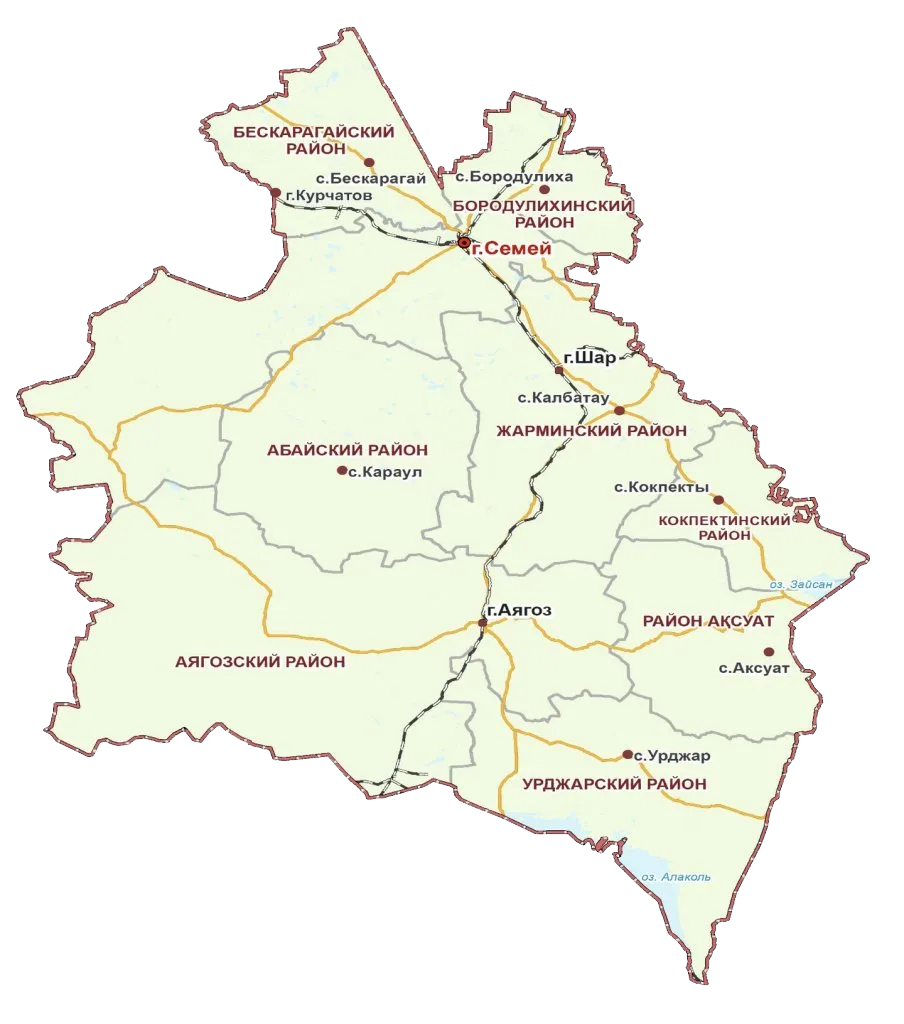 БЕСКАРАГАЙСКИЙ
РАЙОН
с.Бескарагай
г.Курчатов
с.Бородулиха
БОРОДУЛИХИНСКИЙ
РАЙОН
г.Семей
г.Шар
с.Калбатау
ЖАРМИНСКИЙ РАЙОН
АБАЙСКИЙ РАЙОН
с.Караул
с.Кокпекты
КОКПЕКТИНСКИЙ
РАЙОН
оз. Зайсан
г.Аягоз
РАЙОН АҚСУАТ
АЯГОЗСКИЙ РАЙОН
с.Аксуат
с.Урджар
УРДЖАРСКИЙ РАЙОН
оз. Алаколь